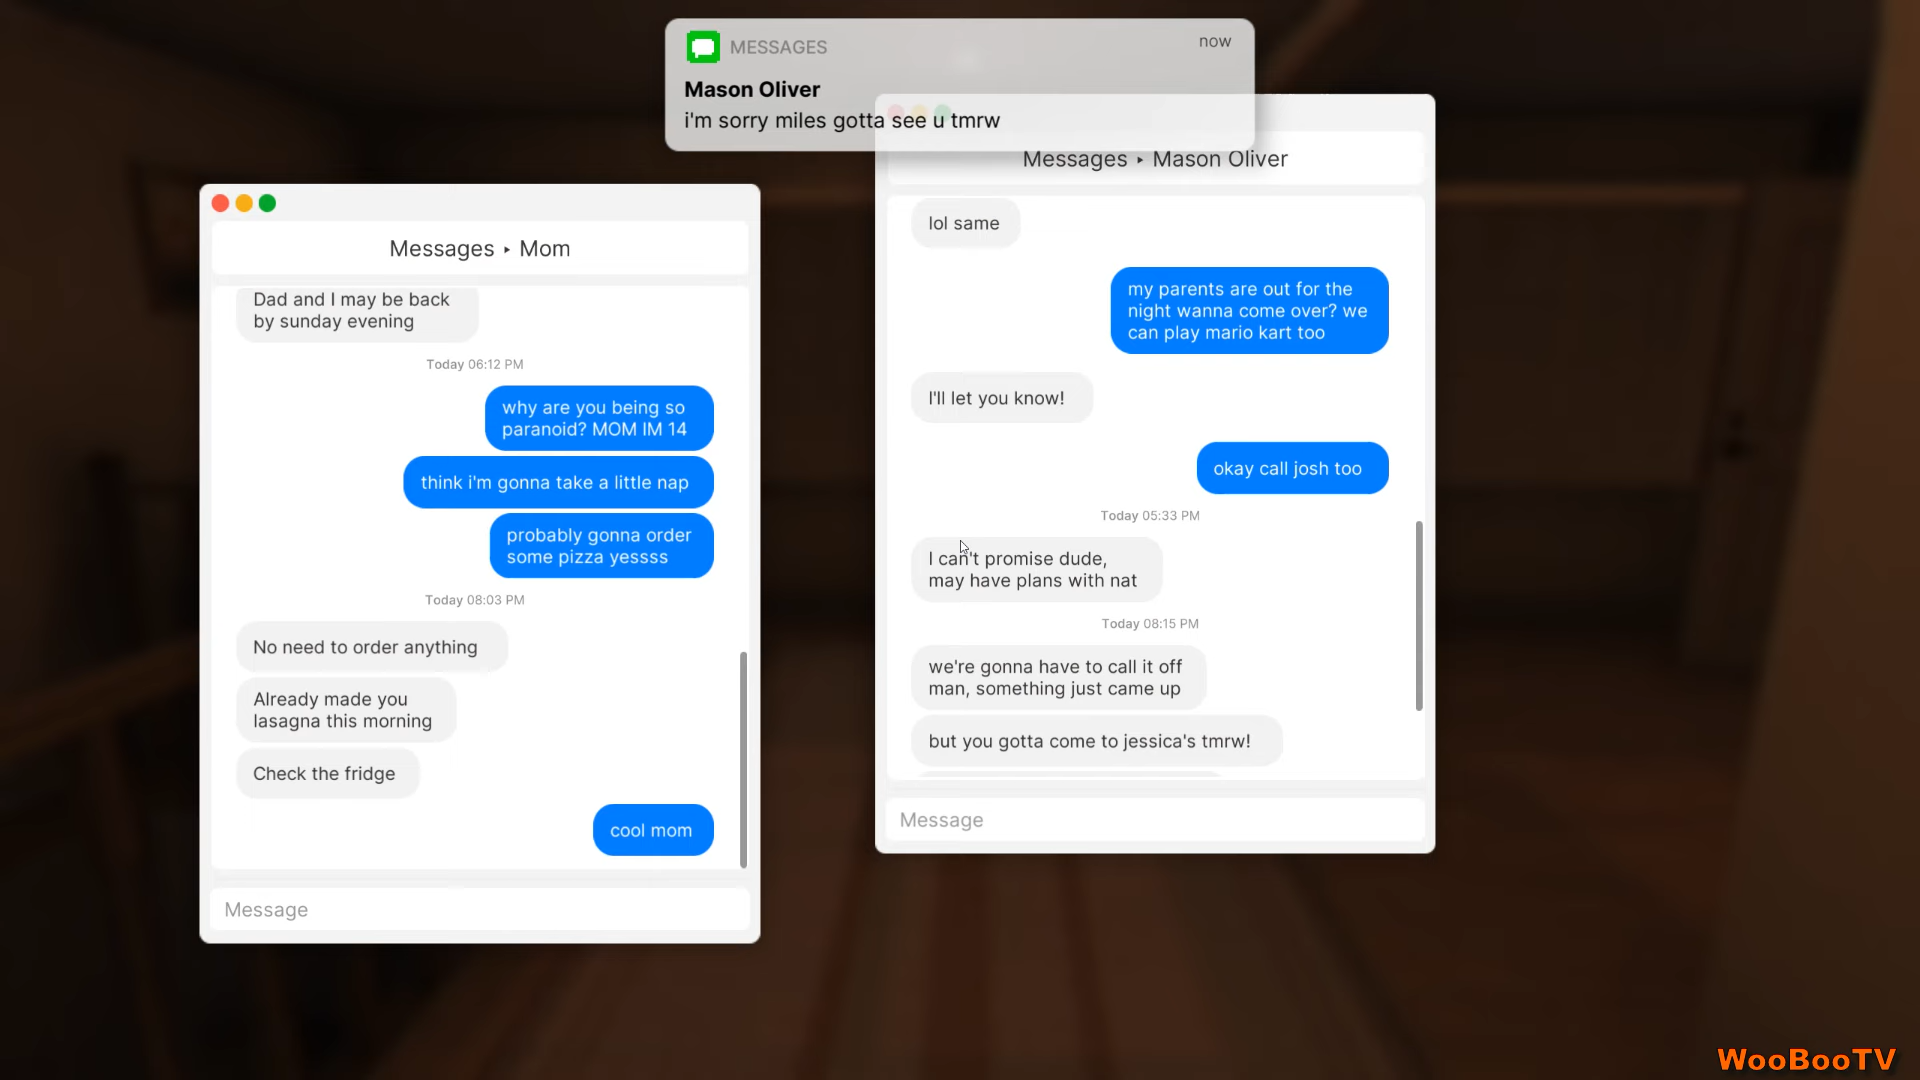 MESSAGES
now
Mason Oliver
i'm sorry miles gotta see u tmrw
Messages ‣ Mom
Dad and I may be back
by sunday evening
Today 06:12 PM
why are you being so
paranoid? MOM IM 14
think i'm gonna take a little nap
probably gonna order
some pizza yessss
Today 08:03 PM
No need to order anything
Already made you
lasagna this morning
Check the fridge
cool mom
Message
Messages ‣ Mason Oliver
lol same
my parents are out for the
night wanna come over? we
can play mario kart too
I'll let you know!
okay call josh too
Today 05:33 PM
I can't promise dude,
may have plans with nat
Today 08:15 PM
we're gonna have to call it off
man, something just came up
but you gotta come to jessica's tmrw!
Message
WooBooTV